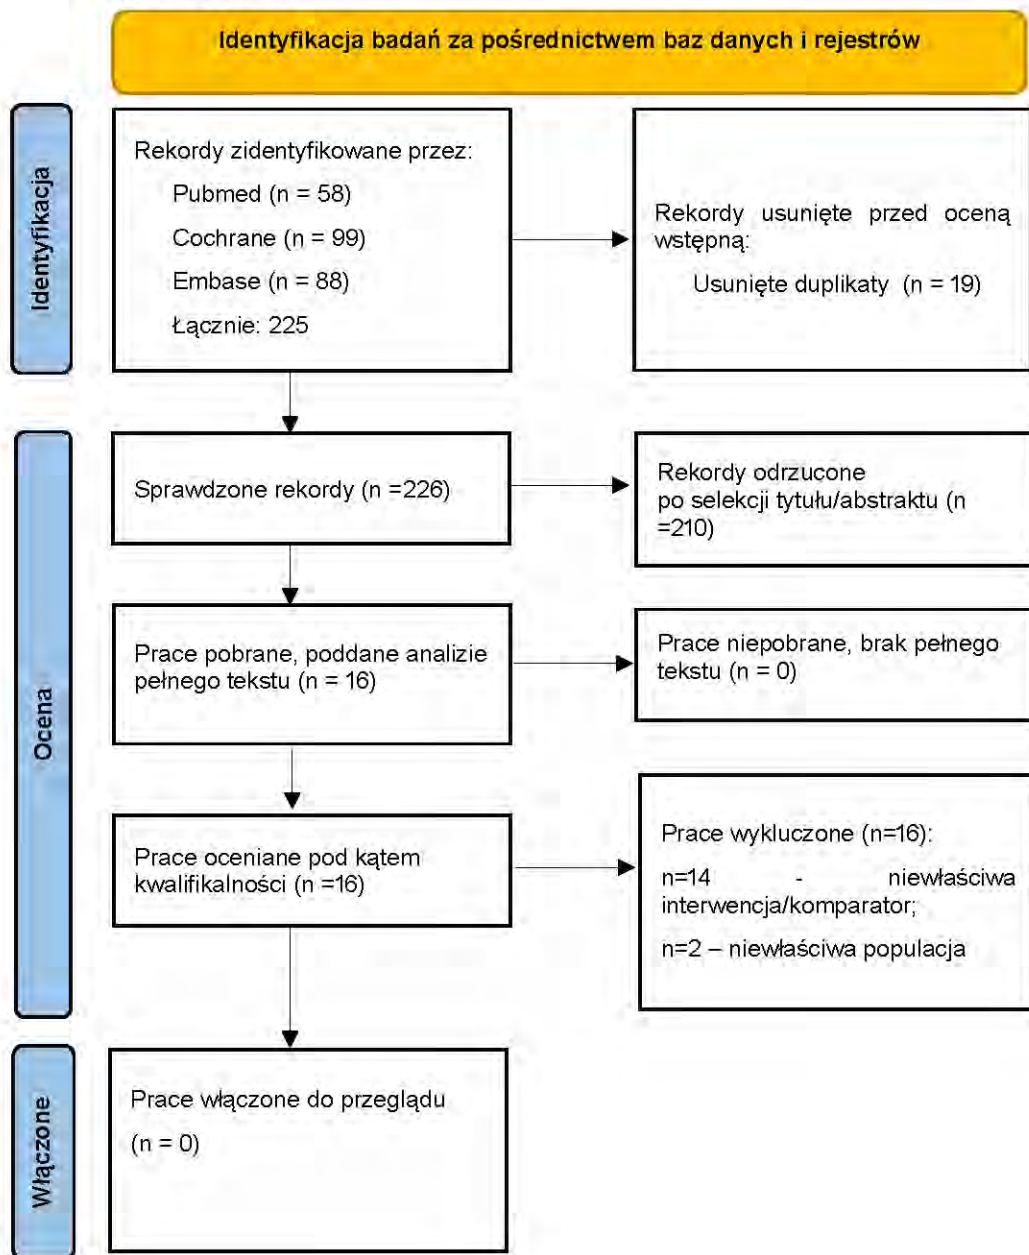 Identyfikacja badań za pośrednictwem baz danych i rejestrów
Identyfikacja
Rekordy zidentyfikowane przez:
Pubmed (n = 58)
Cochrane (n = 99)
Embase (n = 88)
Łącznie: 225
Rekordy usunięte przed oceną
wstępną:
Usunięte duplikaty (n = 19)
Ocena
Sprawdzone rekordy (n =226)
Rekordy odrzucone
po selekcji tytułu/abstraktu (n
=210)
Prace pobrane, poddane analizie
pełnego tekstu (n = 16)
Prace niepobrane, brak pełnego
tekstu (n = 0)
Prace oceniane pod kątem
kwalifikalności (n =16)
Prace wykluczone (n=16):
n=14 - niewłaściwa
interwencja/komparator;
n=2 – niewłaściwa populacja
Włączone
Prace włączone do przeglądu
(n = 0)